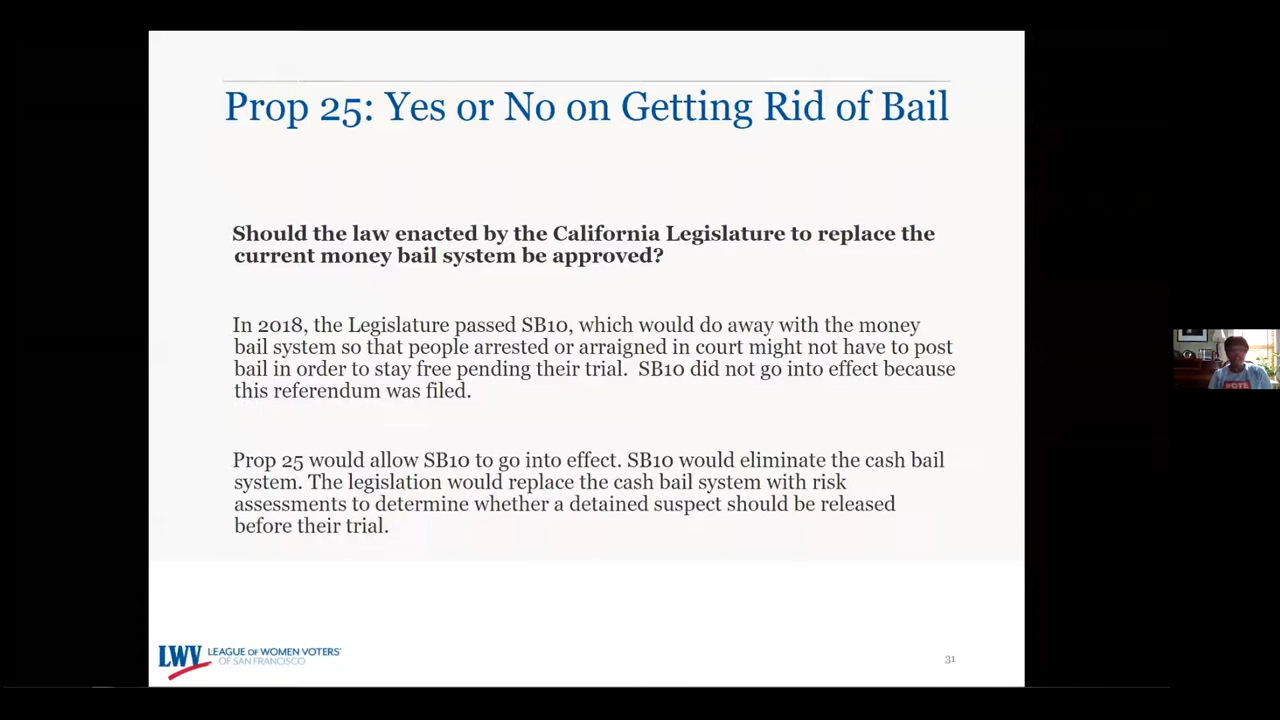 Prop 25: Yes or No on Getting Rid of Bail
Should the law enacted by the California Legislature to replace the
current money bail system be approved?
In 2018, the Legislature passed SB10, which would do away with the money
bail system so that people arrested or arraigned in court might not have to post
bail in order to stay free pending their trial.  SB10 did not go into effect because
this referendum was filed.
Prop 25 would allow SB10 to go into effect. SB10 would eliminate the cash bail
system. The legislation would replace the cash bail system with risk
assessments to determine whether a detained suspect should be released
before their trial.
LWV LEAGUE OF WOMEN VOTERS®
OF SAN FRANCISCO
31
VOTE